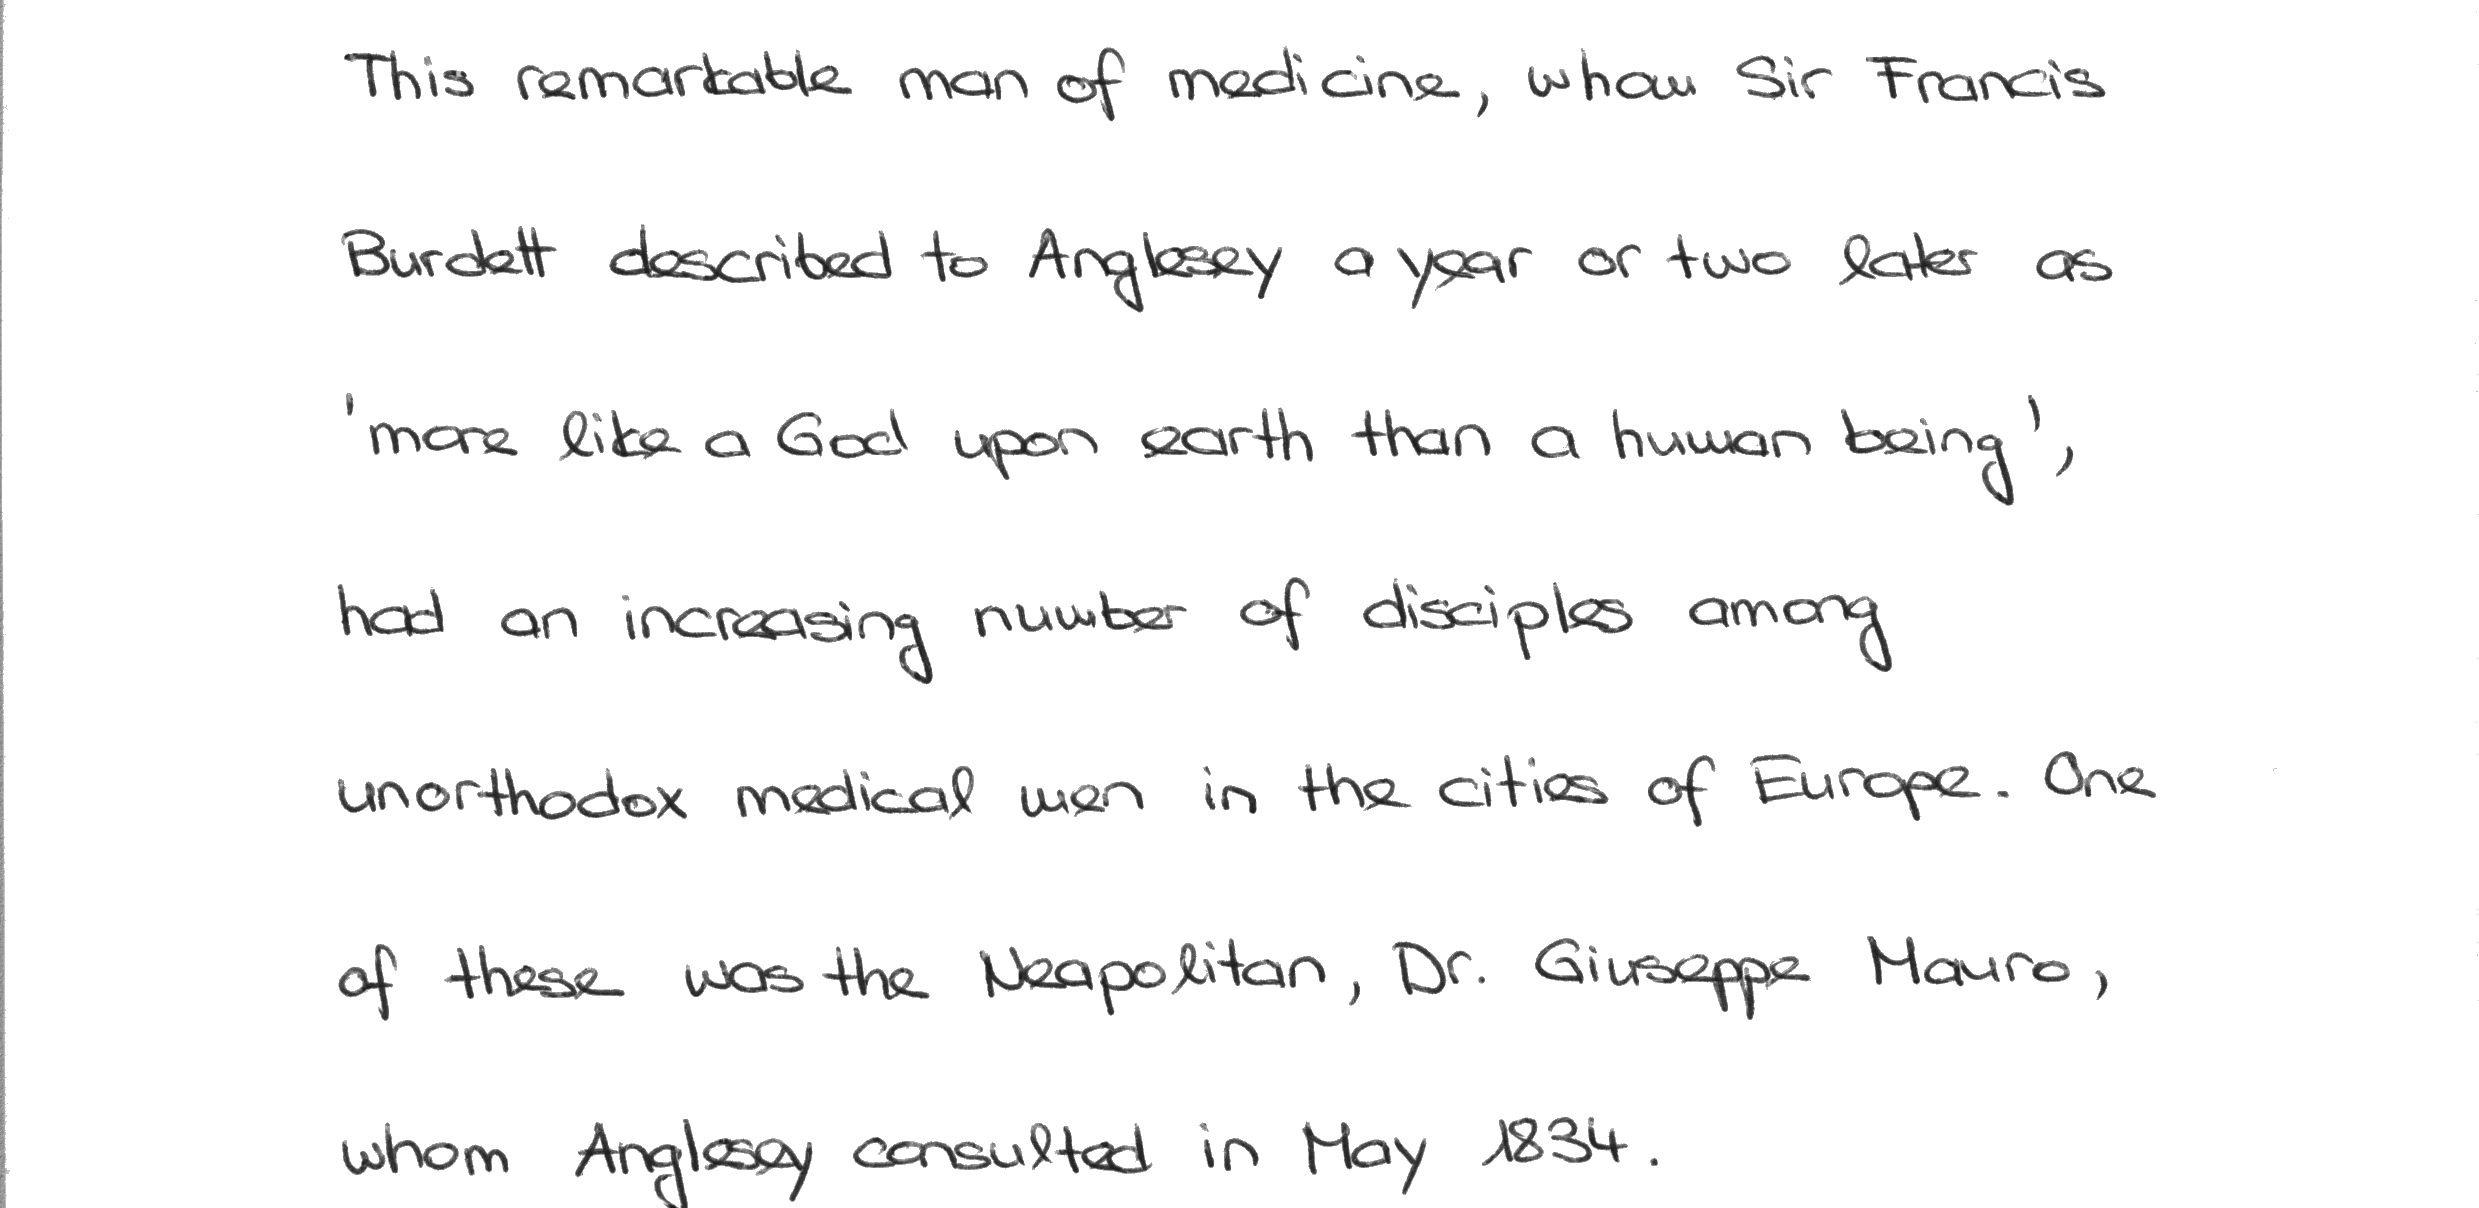 This remarkable man of medicine, whom Sir Francis
Burdett described to Anglesey a year or two later as
'more like a God upon earth than a human being',
had an increasing number of disciples among
unorthodox medical men in the cities of Europe. One
of these was the Neapolitan, Dr. Giuseppe Mauro,
whom Anglesey consulted in May 1834.